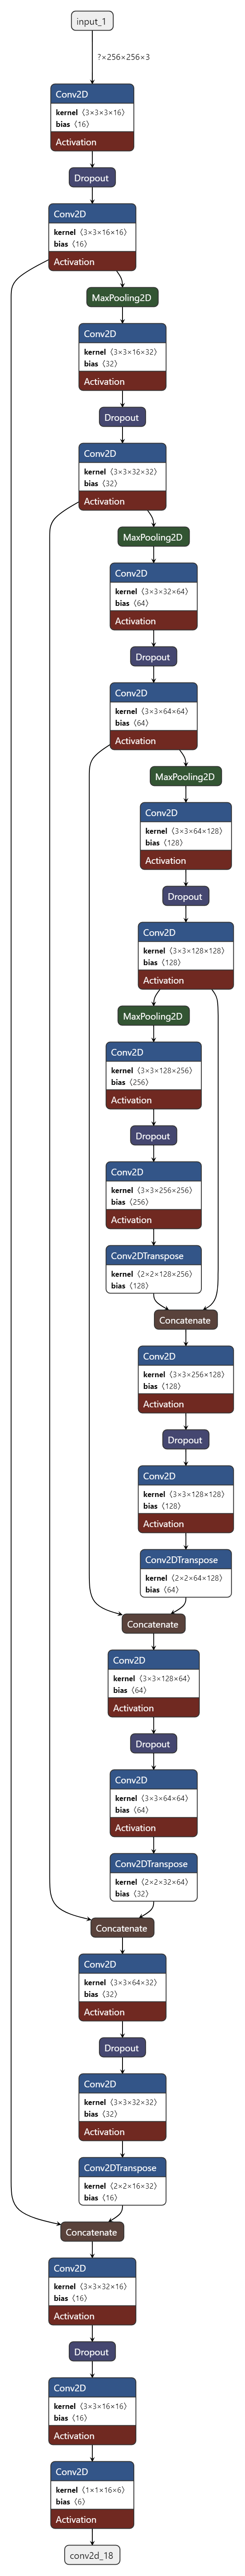 input_1
?×256×256×3
Conv2D
kernel ⟨3×3×3×16⟩
bias ⟨16⟩
Activation
Dropout
Conv2D
kernel ⟨3×3×16×16⟩
bias ⟨16⟩
Activation
MaxPooling2D
Conv2D
kernel ⟨3×3×16×32⟩
bias ⟨32⟩
Activation
Dropout
Conv2D
kernel ⟨3×3×32×32⟩
bias ⟨32⟩
Activation
MaxPooling2D
Conv2D
kernel ⟨3×3×32×64⟩
bias ⟨64⟩
Activation
Dropout
Conv2D
kernel ⟨3×3×64×64⟩
bias ⟨64⟩
Activation
MaxPooling2D
Conv2D
kernel ⟨3×3×64×128⟩
bias ⟨128⟩
Activation
Dropout
Conv2D
kernel ⟨3×3×128×128⟩
bias ⟨128⟩
Activation
MaxPooling2D
Conv2D
kernel ⟨3×3×128×256⟩
bias ⟨256⟩
Activation
Dropout
Conv2D
kernel ⟨3×3×256×256⟩
bias ⟨256⟩
Activation
Conv2DTranspose
kernel ⟨2×2×128×256⟩
bias ⟨128⟩
Concatenate
Conv2D
kernel ⟨3×3×256×128⟩
bias ⟨128⟩
Activation
Dropout
Conv2D
kernel ⟨3×3×128×128⟩
bias ⟨128⟩
Activation
Conv2DTranspose
kernel ⟨2×2×64×128⟩
bias ⟨64⟩
Concatenate
Conv2D
kernel ⟨3×3×128×64⟩
bias ⟨64⟩
Activation
Dropout
Conv2D
kernel ⟨3×3×64×64⟩
bias ⟨64⟩
Activation
Conv2DTranspose
kernel ⟨2×2×32×64⟩
bias ⟨32⟩
Concatenate
Conv2D
kernel ⟨3×3×64×32⟩
bias ⟨32⟩
Activation
Dropout
Conv2D
kernel ⟨3×3×32×32⟩
bias ⟨32⟩
Activation
Conv2DTranspose
kernel ⟨2×2×16×32⟩
bias ⟨16⟩
Concatenate
Conv2D
kernel ⟨3×3×32×16⟩
bias ⟨16⟩
Activation
Dropout
Conv2D
kernel ⟨3×3×16×16⟩
bias ⟨16⟩
Activation
Conv2D
kernel ⟨1×1×16×6⟩
bias ⟨6⟩
Activation
conv2d_18